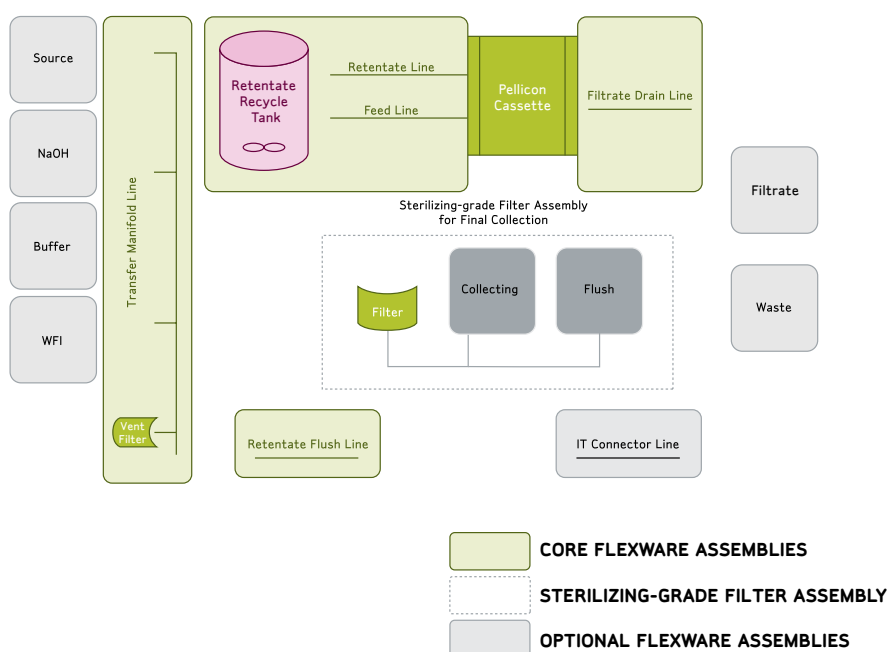 Source
NaOH
Buffer
WFI
Transfer Manifold Line
Vent
Filter
Retentate
Recycle
Tank
Retentate Line
Feed Line
Pellicon
Cassette
Filtrate Drain Line
Sterilizing-grade Filter Assembly
for Final Collection
Filter
Collecting
Flush
Filtrate
Waste
Retentate Flush Line
IT Connector Line
CORE FLEXWARE ASSEMBLIES
STERILIZING-GRADE FILTER ASSEMBLY
OPTIONAL FLEXWARE ASSEMBLIES